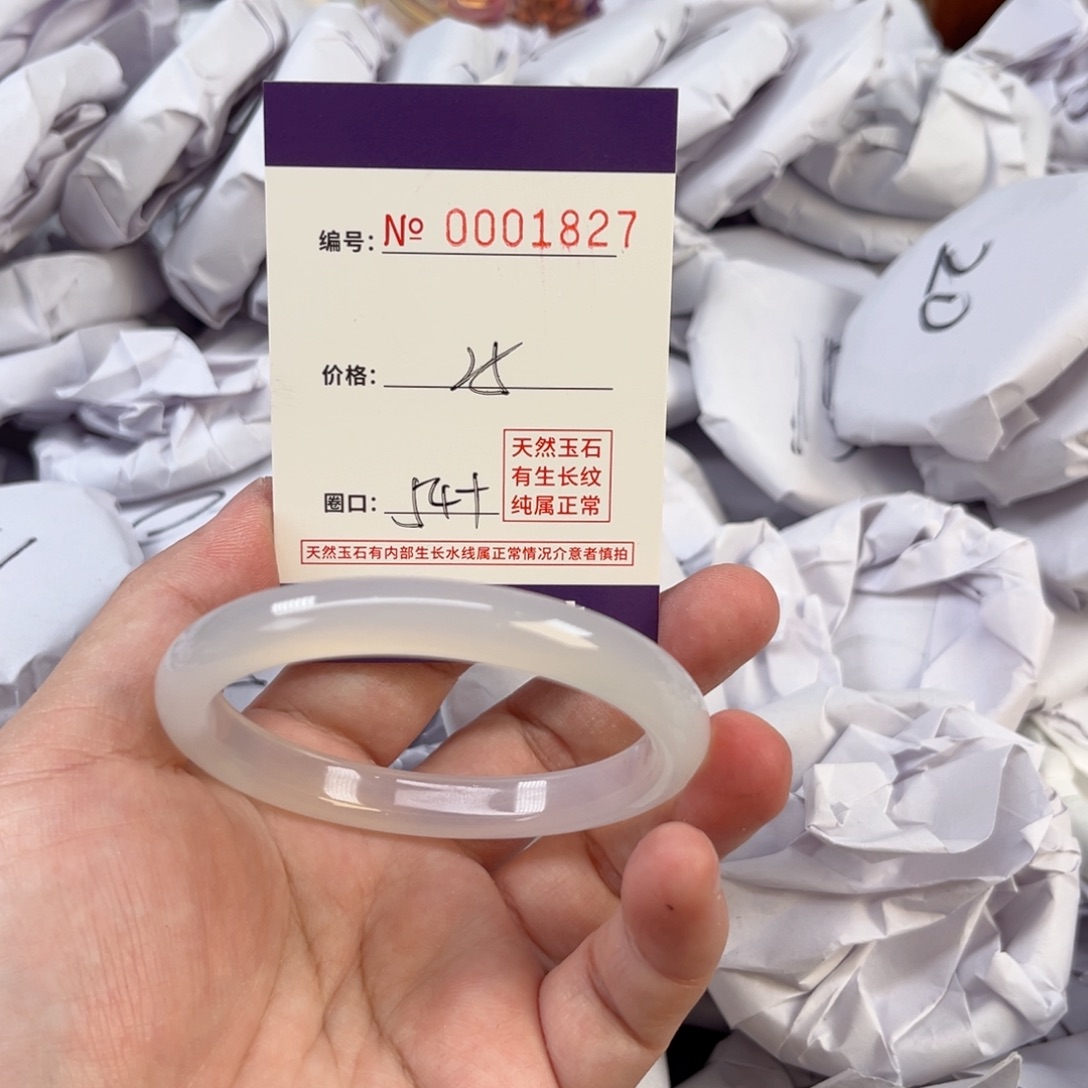 编号: № 0001827
价格:
圈口: 54+
天然玉石
有生长纹
纯属正常
天然玉石有内部生长水线属正常情况介意者慎拍
20